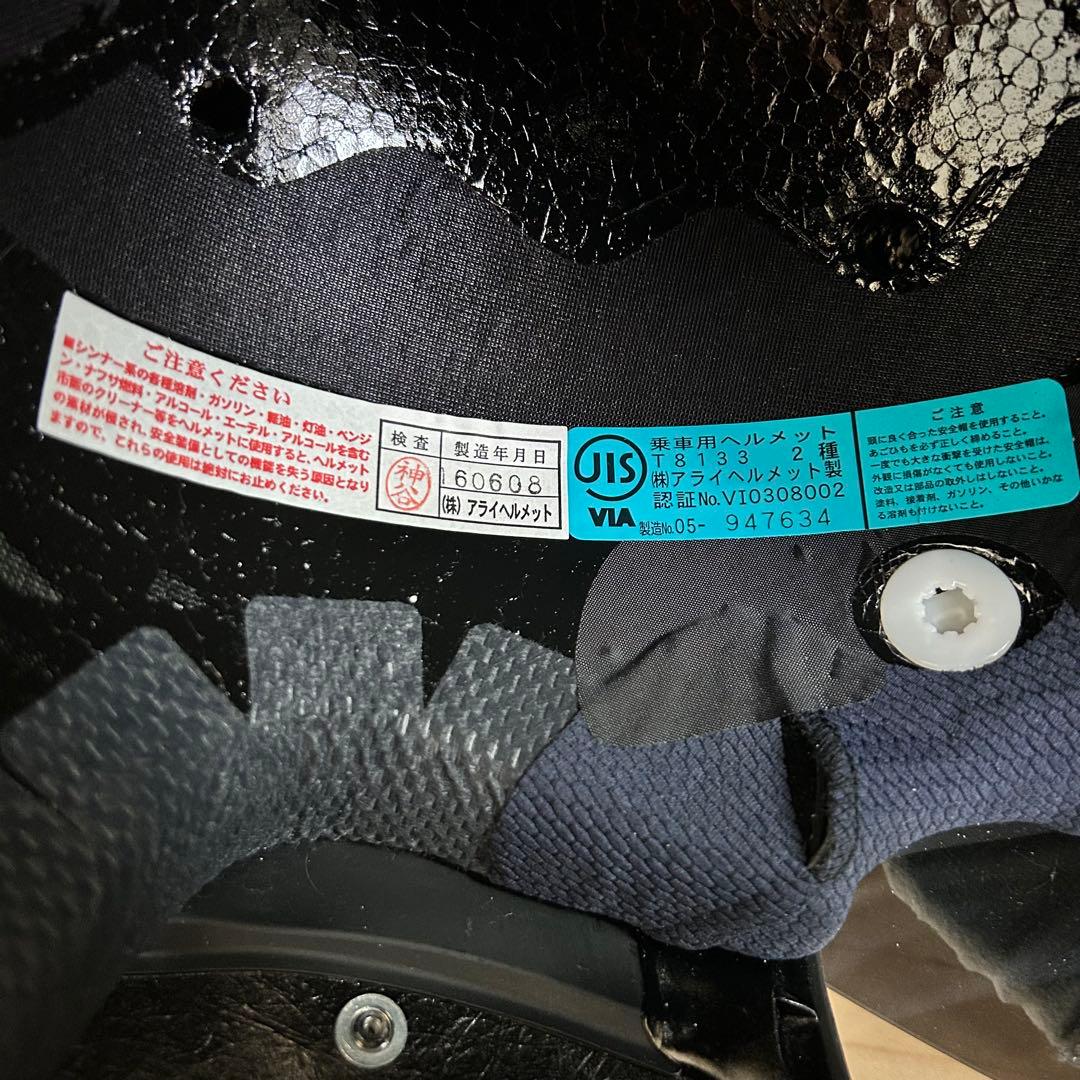 ご注意ください
■シンナー系の各種溶剤・ガソリン・軽油・灯油・ベンジ
ン・ナフサ燃料・アルコール・エーテル・アルコールを含む
市販のクリーナー等をヘルメットに使用すると、ヘルメット
の素材が侵され、安全装備としての機能を失う原因となり
ますので、これらの使用は絶対にお止めください。
検査
製造年月日
神谷
160608
(株) アライヘルメット
JIS
VIA
乗車用ヘルメット
T8133 2種
(株)アライヘルメット製
認証No.VI0308002
製造No.05- 947634
ご注意
頭に良く合った安全帽を使用すること。
あごひもを必ず正しく締めること。
一度でも大きな衝撃を受けた安全帽は、
外観に損傷がなくても使用しないこと。
改造又は部品の取外しはしないこと。
塗料、接着剤、ガソリン、その他いかな
る溶剤も付けないこと。